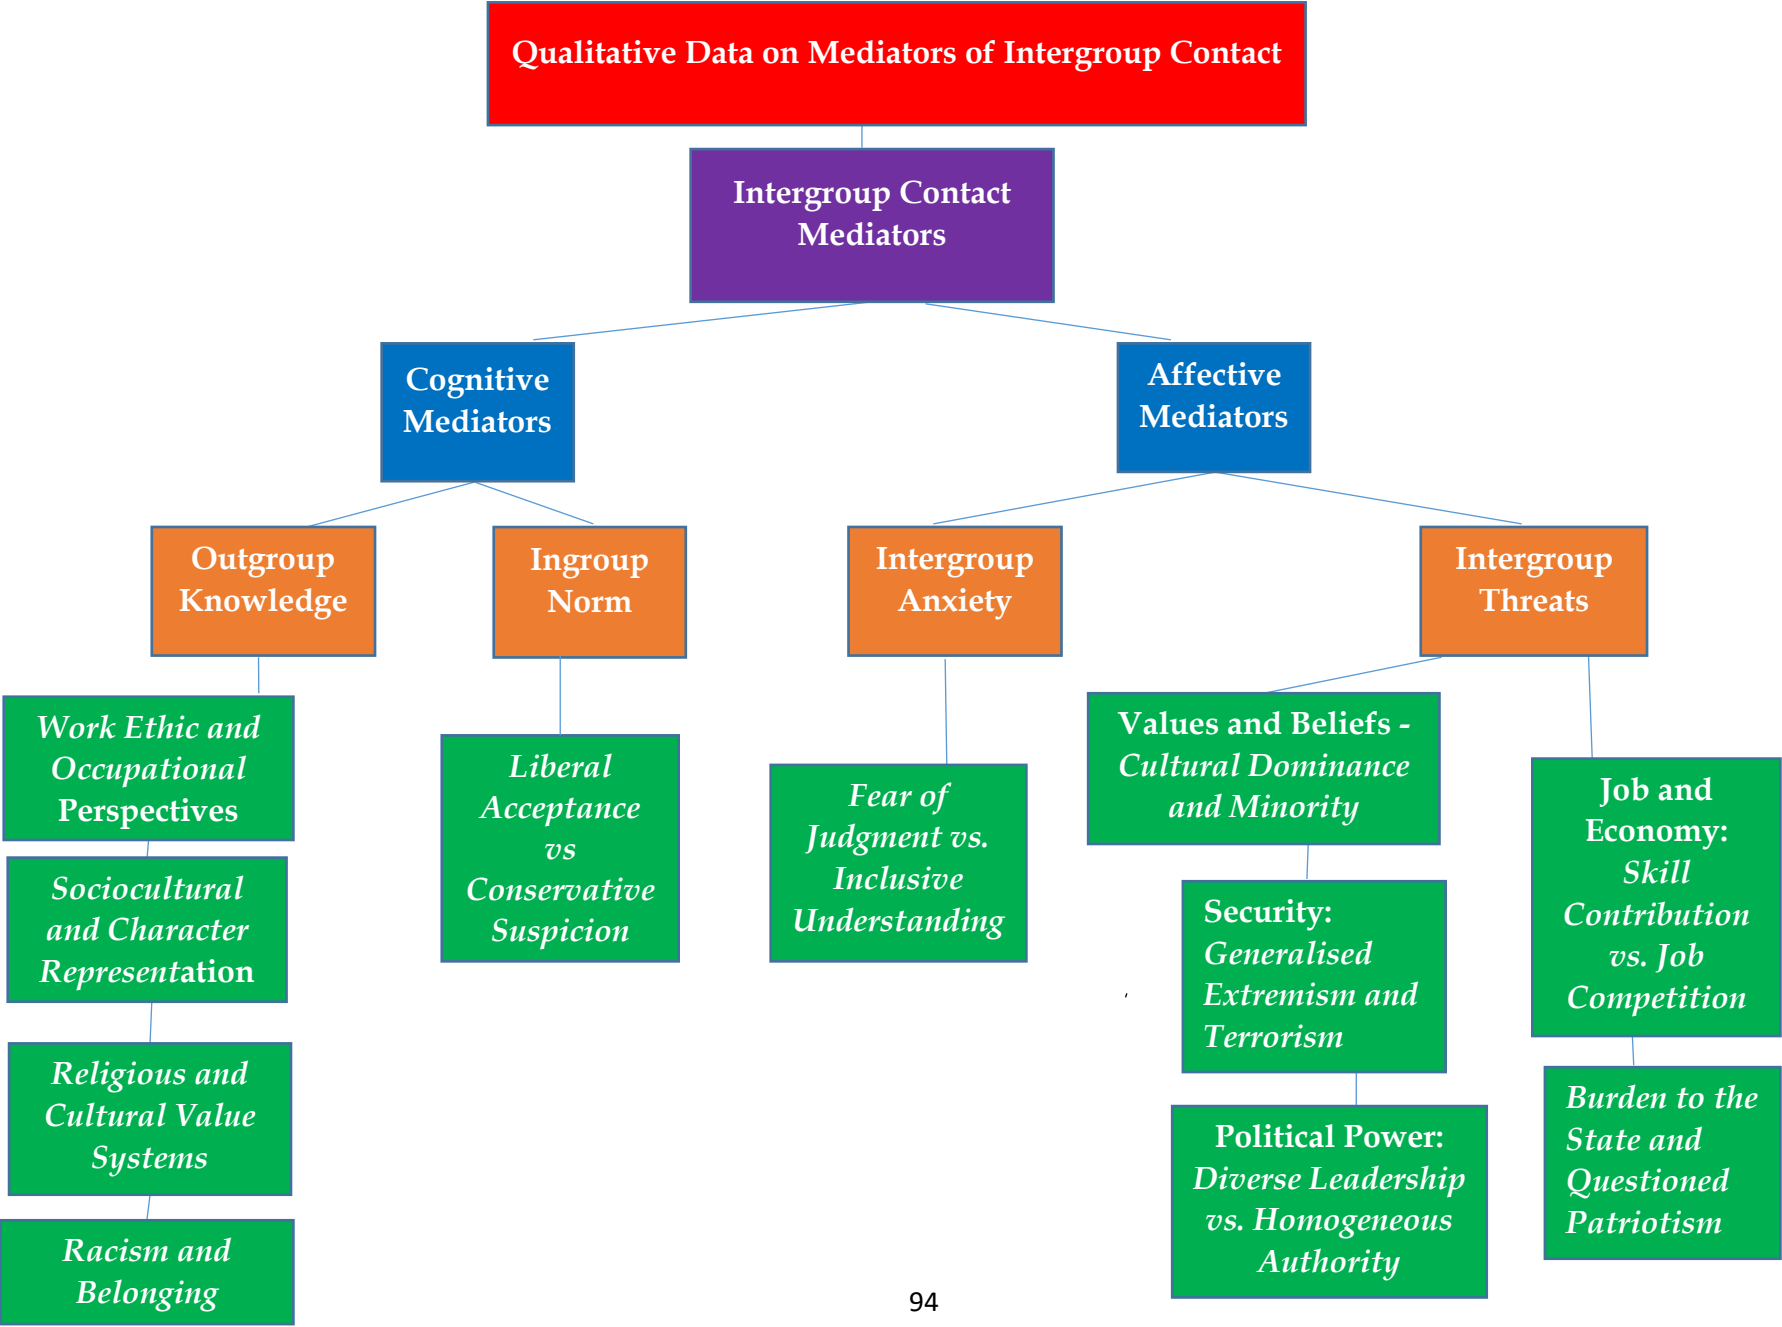 Qualitative Data on Mediators of Intergroup Contact
Intergroup Contact
Mediators
Cognitive
Mediators
Affective
Mediators
Outgroup
Knowledge
Ingroup
Norm
Intergroup
Anxiety
Intergroup
Threats
Work Ethic and
Occupational
Perspectives
Sociocultural
and Character
Representation
Religious and
Cultural Value
Systems
Racism and
Belonging
Liberal
Acceptance
vs
Conservative
Suspicion
Fear of
Judgment vs.
Inclusive
Understanding
Values and Beliefs -
Cultural Dominance
and Minority
Security:
Generalised
Extremism and
Terrorism
Political Power:
Diverse Leadership
vs. Homogeneous
Authority
Job and
Economy:
Skill
Contribution
vs. Job
Competition
Burden to the
State and
Questioned
Patriotism
,
94